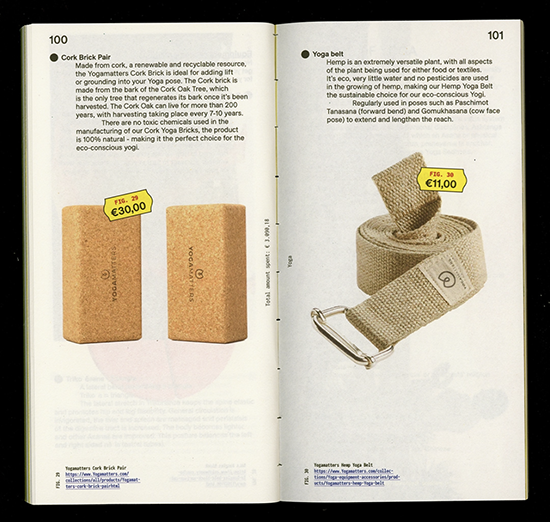 100
Cork Brick Pair
Made from cork, a renewable and recyclable resource,
the Yogamatters Cork Brick is ideal for adding lift
or grounding into your Yoga pose. The cork brick is
made from the bark of the Cork Oak Tree, which
is the only tree that regenerates its bark once it's been
harvested. The Cork Oak can live for more than 200
years, with harvesting taking place every 7-10 years.
There are no toxic chemicals used in the
manufacturing of our Cork Yoga Bricks, the product
is 100% natural - making it the perfect choice for the
eco-conscious yogi.
FIG. 29
€30,00
YOGAMATTERS
YOGAMATTERS
Total amount spent: € 3.090,18
FIG. 29
Yogamatters Cork Brick Pair
https://www.Yogamatters.com/
collections/all/products/Yogamat-
ters-cork-brick-pairhtml
101
Yoga belt
Hemp is an extremely versatile plant, with all aspects
of the plant being used for either food or textiles.
It's eco, very little water and no pesticides are used
in the growing of hemp, making our Hemp Yoga Belt
the sustainable choice for our eco-conscious Yogi.
Regularly used in poses such as Paschimot
Tanasana (forward bend) and Gomukhasana (cow face
pose) to extend and lengthen the reach.
FIG. 30
€11,00
Yoga
FIG. 30
Yogamatters Hemp Yoga Belt
https://www.Yogamatters.com/collec-
tions/Yoga-equipment-accessories/prod-
ucts/Yogamatters-hemp-Yoga-belt